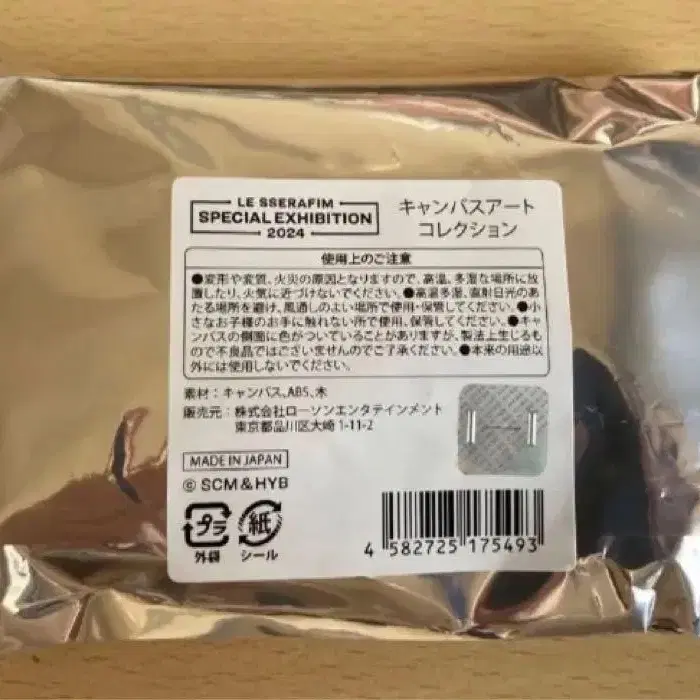 LE SSERAFIM
SPECIAL EXHIBITION
2024
キャンバスアート
コレクション
使用上のご注意
●変形や変質、火災の原因となりますので、高温、多湿な場所に放
置したり、火気に近づけないでください。●高温多湿、直射日光のあ
たる場所を避け、風通しのよい場所で使用・保管してください。●小
さなお子様のお手に触れない所で使用、保管してください。●キャン
バスの側面に色がついていることがありますが、製法上生じるもの
で不良品ではございませんのでご了承ください。●本来の用途以
外には使用しないでください。
素材：キャンバス、ABS、木
販売元：株式会社ローソンエンタテインメント
東京都品川区大崎 1-11-2
MADE IN JAPAN
© SCM & HYB
プラ
外袋
紙
シール
4 582725 175493